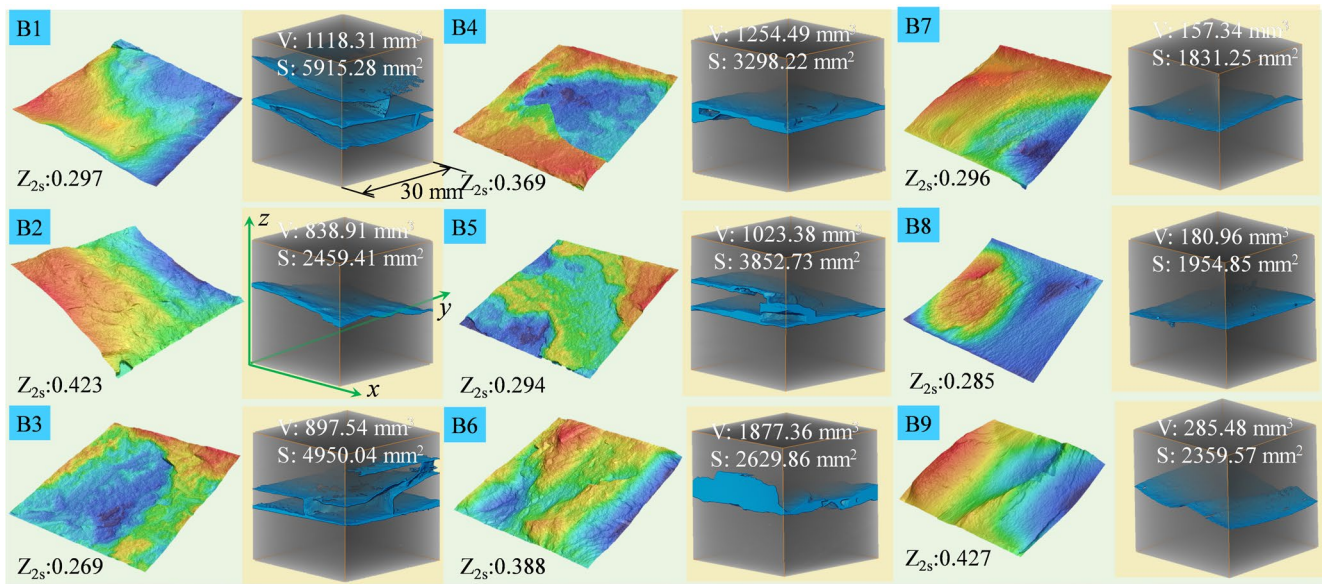 B1
V: 1118.31 mm³
S: 5915.28 mm²
Z₂ₛ:0.297
30 mm
B4
V: 1254.49 mm³
S: 3298.22 mm²
Z₂ₛ:0.369
B7
V: 157.34 mm³
S: 1831.25 mm²
Z₂ₛ:0.296
B2
z
V: 838.91 mm³
S: 2459.41 mm²
y
x
Z₂ₛ:0.423
B5
V: 1023.38 mm³
S: 3852.73 mm²
Z₂ₛ:0.294
B8
V: 180.96 mm³
S: 1954.85 mm²
Z₂ₛ:0.285
B3
V: 897.54 mm³
S: 4950.04 mm²
Z₂ₛ:0.269
B6
V: 1877.36 mm³
S: 2629.86 mm²
Z₂ₛ:0.388
B9
V: 285.48 mm³
S: 2359.57 mm²
Z₂ₛ:0.427